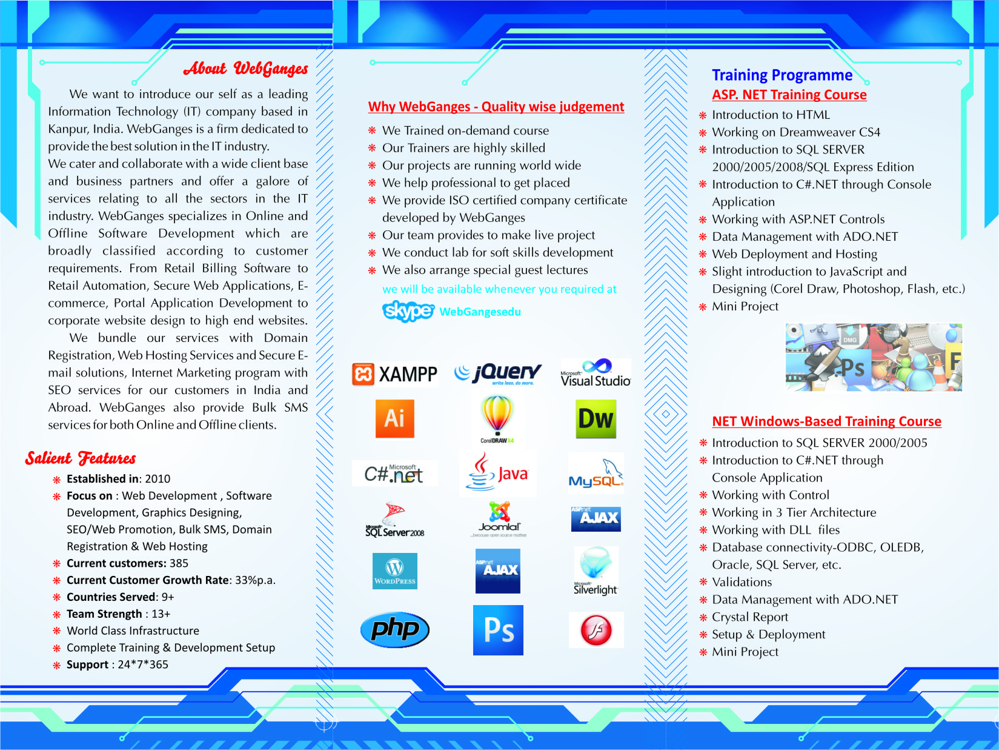 About WebGanges
We want to introduce our self as a leading
Information Technology (IT) company based in
Kanpur, India. WebGanges is a firm dedicated to
provide the best solution in the IT industry.
We cater and collaborate with a wide client base
and business partners and offer a galore of
services relating to all the sectors in the IT
industry. WebGanges specializes in Online and
Offline Software Development which are
broadly classified according to customer
requirements. From Retail Billing Software to
Retail Automation, Secure Web Applications, E-
commerce, Portal Application Development to
corporate website design to high end websites.
We bundle our services with Domain
Registration, Web Hosting Services and Secure E-
mail solutions, Internet Marketing program with
SEO services for our customers in India and
Abroad. WebGanges also provide Bulk SMS
services for both Online and Offline clients.
Salient Features
Established in: 2010
Focus on : Web Development , Software
Development, Graphics Designing,
SEO/Web Promotion, Bulk SMS, Domain
Registration & Web Hosting
Current customers: 385
Current Customer Growth Rate: 33%p.a.
Countries Served: 9+
Team Strength : 13+
World Class Infrastructure
Complete Training & Development Setup
Support : 24*7*365
Why WebGanges - Quality wise judgement
We Trained on-demand course
Our Trainers are highly skilled
Our projects are running world wide
We help professional to get placed
We provide ISO certified company certificate
developed by WebGanges
Our team provides to make live project
We conduct lab for soft skills development
We also arrange special guest lectures
we will be available whenever you required at
skype WebGangesedu
XAMPP
jQuery
write less. do more.
Microsoft
Visual Studio
Ai
CorelDRAW X4
Dw
Microsoft
C#.net
Java
MySQL
Microsoft
SQL Server 2008
Joomla!
...because open source matters
ASP.net
AJAX
WORDPRESS
ASP.net
AJAX
Microsoft
Silverlight
php
Ps
Training Programme
ASP. NET Training Course
Introduction to HTML
Working on Dreamweaver CS4
Introduction to SQL SERVER
2000/2005/2008/SQL Express Edition
Introduction to C#.NET through Console
Application
Working with ASP.NET Controls
Data Management with ADO.NET
Web Deployment and Hosting
Slight introduction to JavaScript and
Designing (Corel Draw, Photoshop, Flash, etc.)
Mini Project
DMG
Ps
F
NET Windows-Based Training Course
Introduction to SQL SERVER 2000/2005
Introduction to C#.NET through
Console Application
Working with Control
Working in 3 Tier Architecture
Working with DLL files
Database connectivity-ODBC, OLEDB,
Oracle, SQL Server, etc.
Validations
Data Management with ADO.NET
Crystal Report
Setup & Deployment
Mini Project